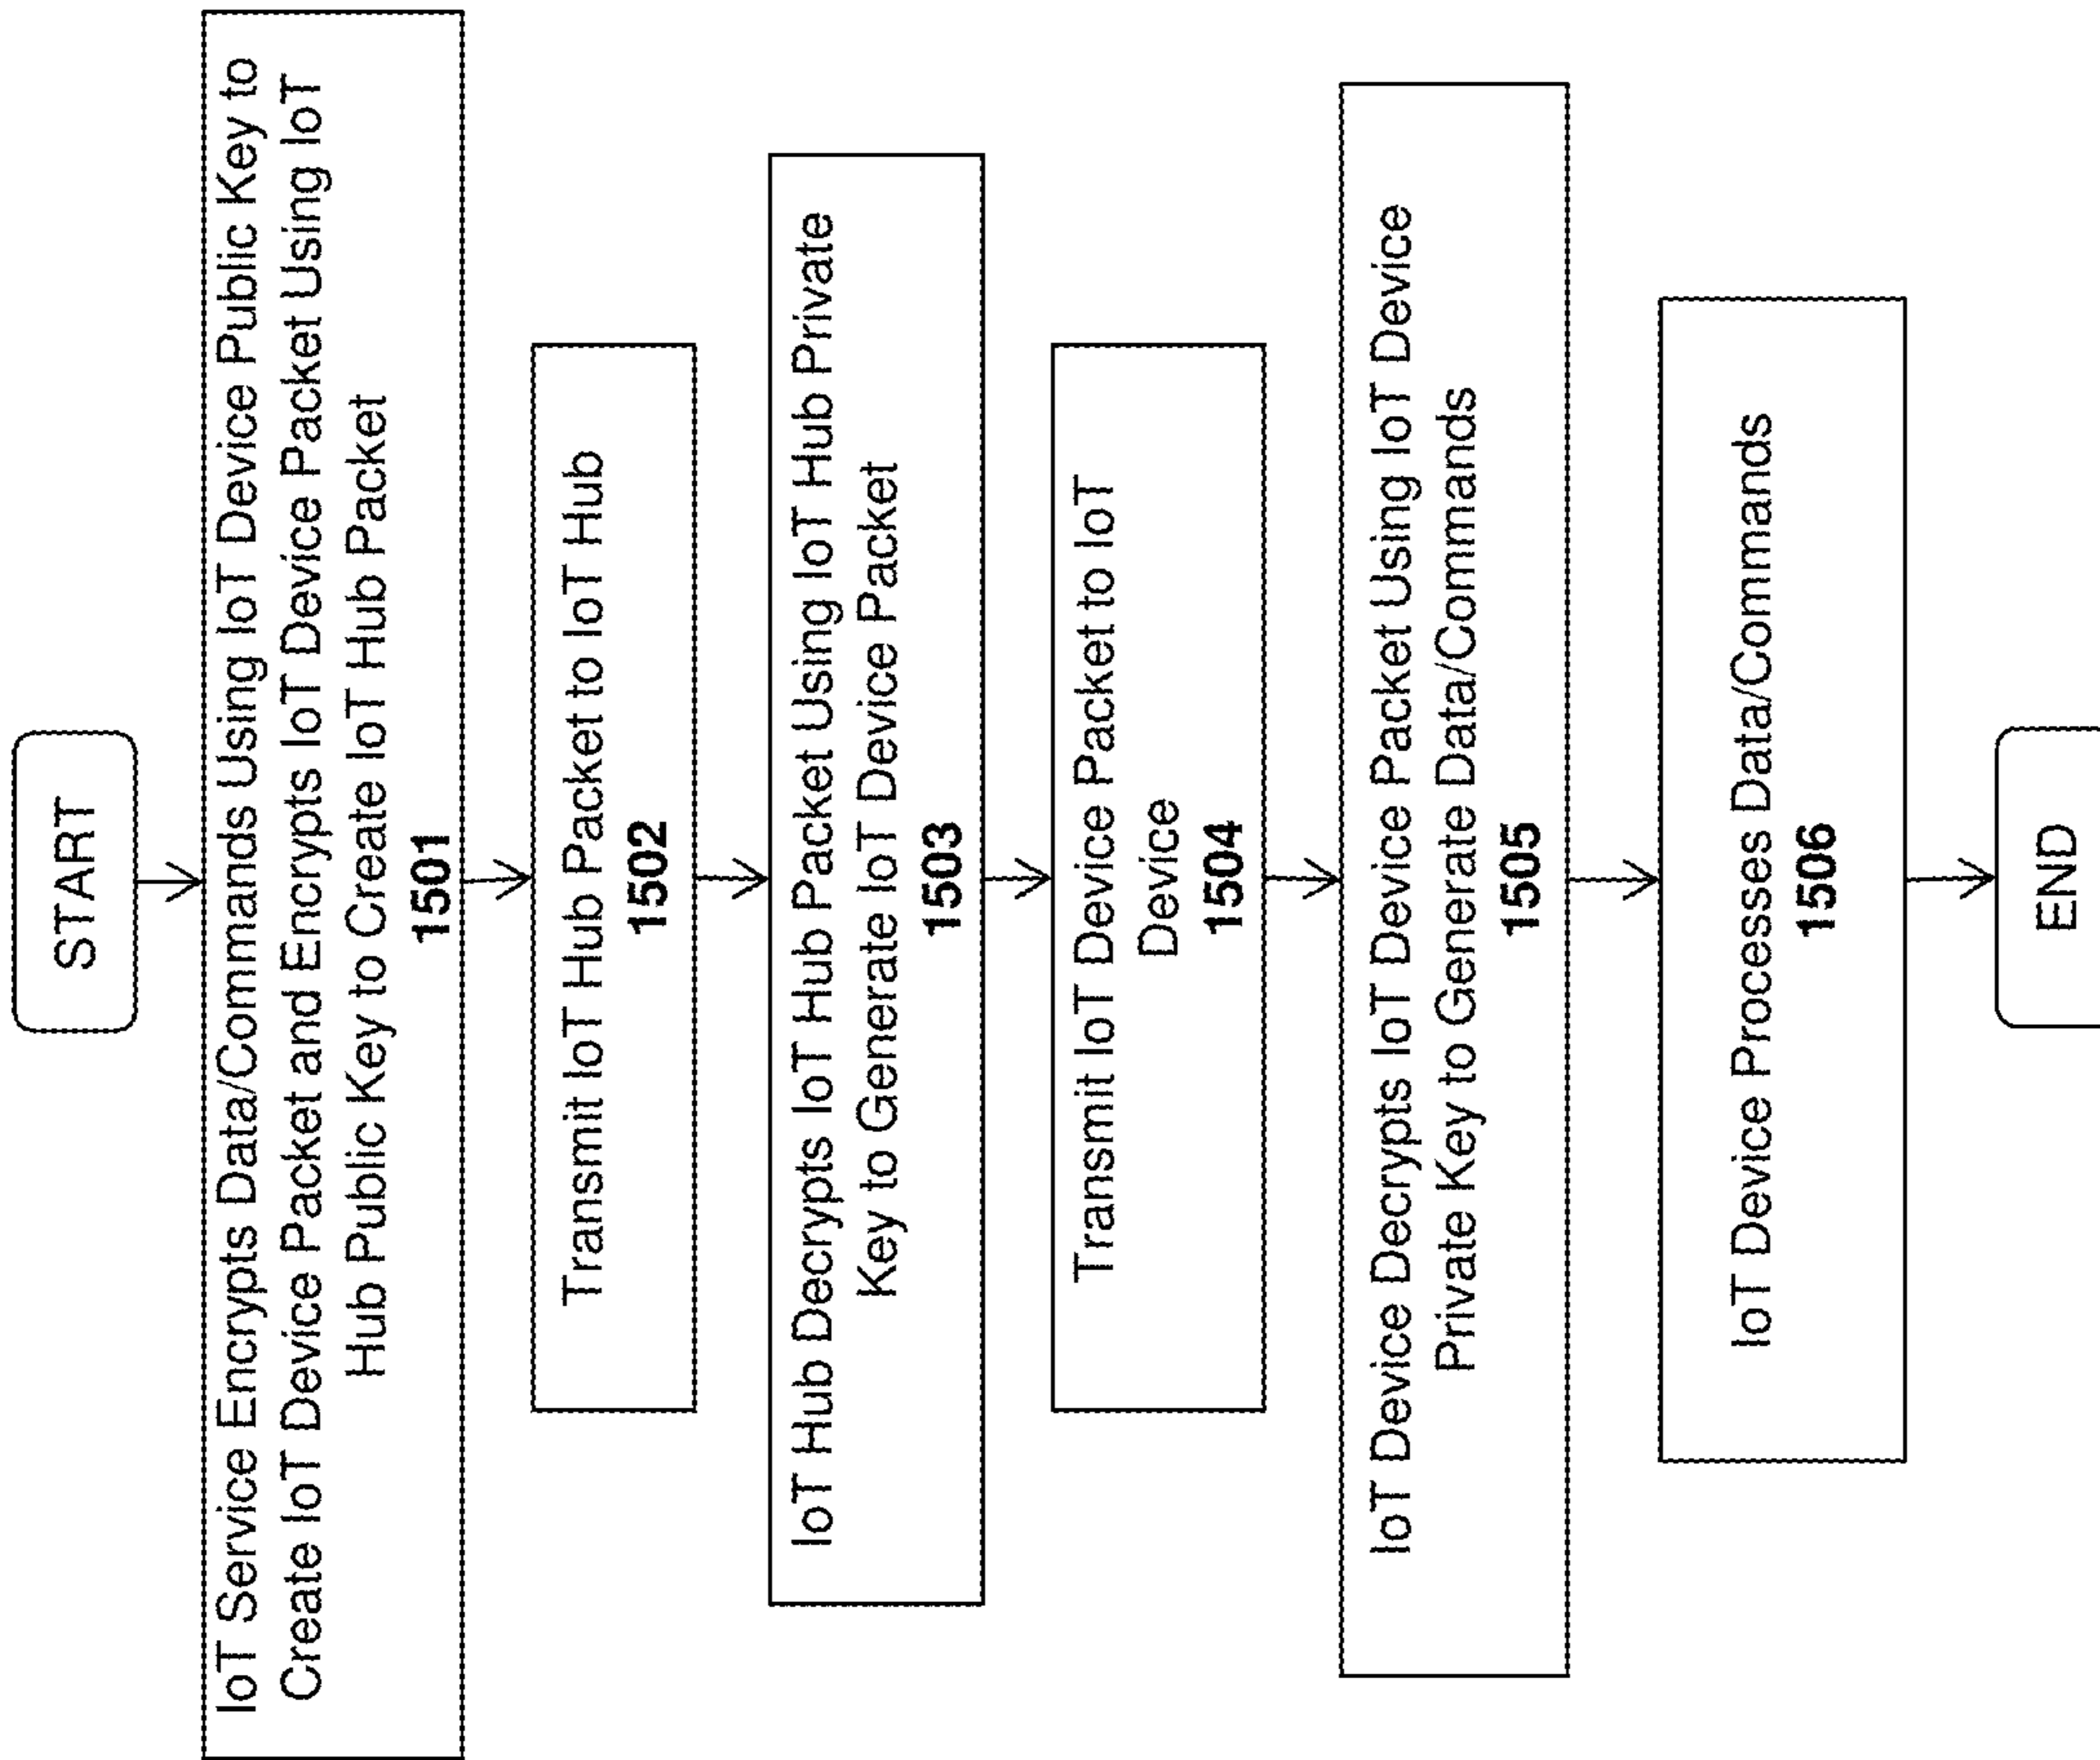 START
IoT Service Encrypts Data/Commands Using IoT Device Public Key to
Create IoT Device Packet and Encrypts IoT Device Packet Using IoT
Hub Public Key to Create IoT Hub Packet
1501
Transmit IoT Hub Packet to IoT Hub
1502
IoT Hub Decrypts IoT Hub Packet Using IoT Hub Private
Key to Generate IoT Device Packet
1503
Transmit IoT Device Packet to IoT
Device
1504
IoT Device Decrypts IoT Device Packet Using IoT Device
Private Key to Generate Data/Commands
1505
IoT Device Processes Data/Commands
1506
END